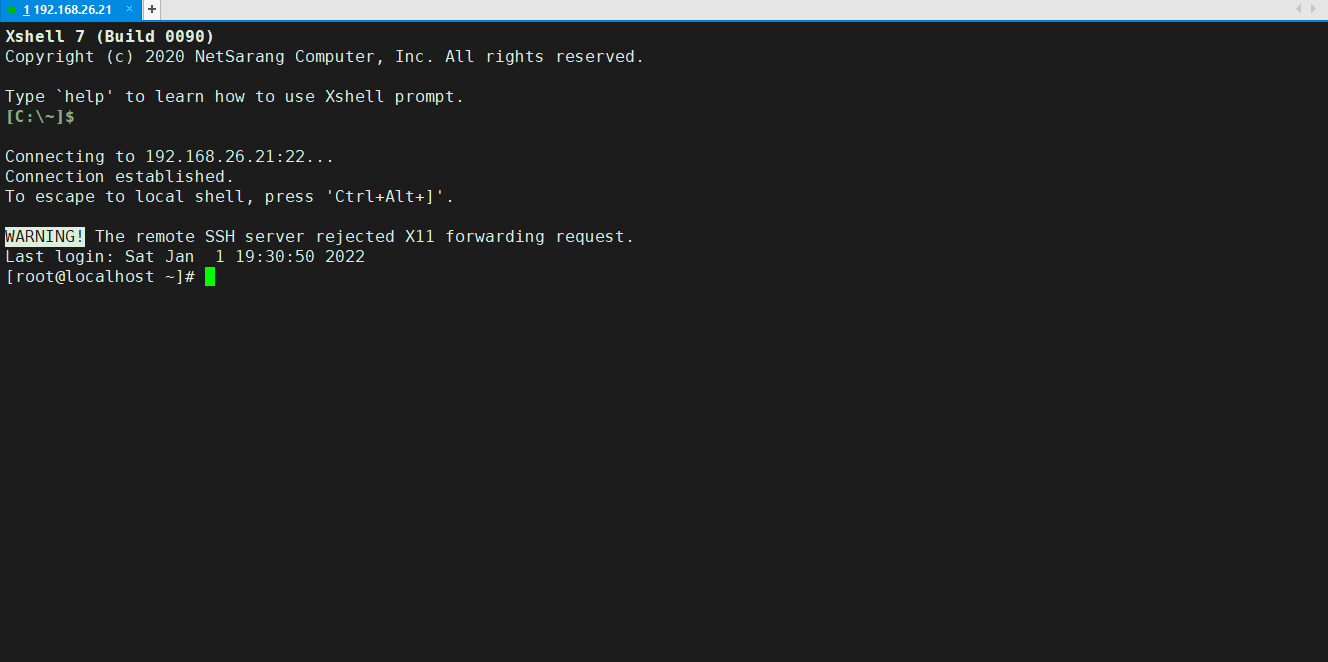 1 192.168.26.21 × +
Xshell 7 (Build 0090)
Copyright (c) 2020 NetSarang Computer, Inc. All rights reserved.
Type `help' to learn how to use Xshell prompt.
[C:\~]$
Connecting to 192.168.26.21:22...
Connection established.
To escape to local shell, press 'Ctrl+Alt+]'.
WARNING! The remote SSH server rejected X11 forwarding request.
Last login: Sat Jan  1 19:30:50 2022
[root@localhost ~]#